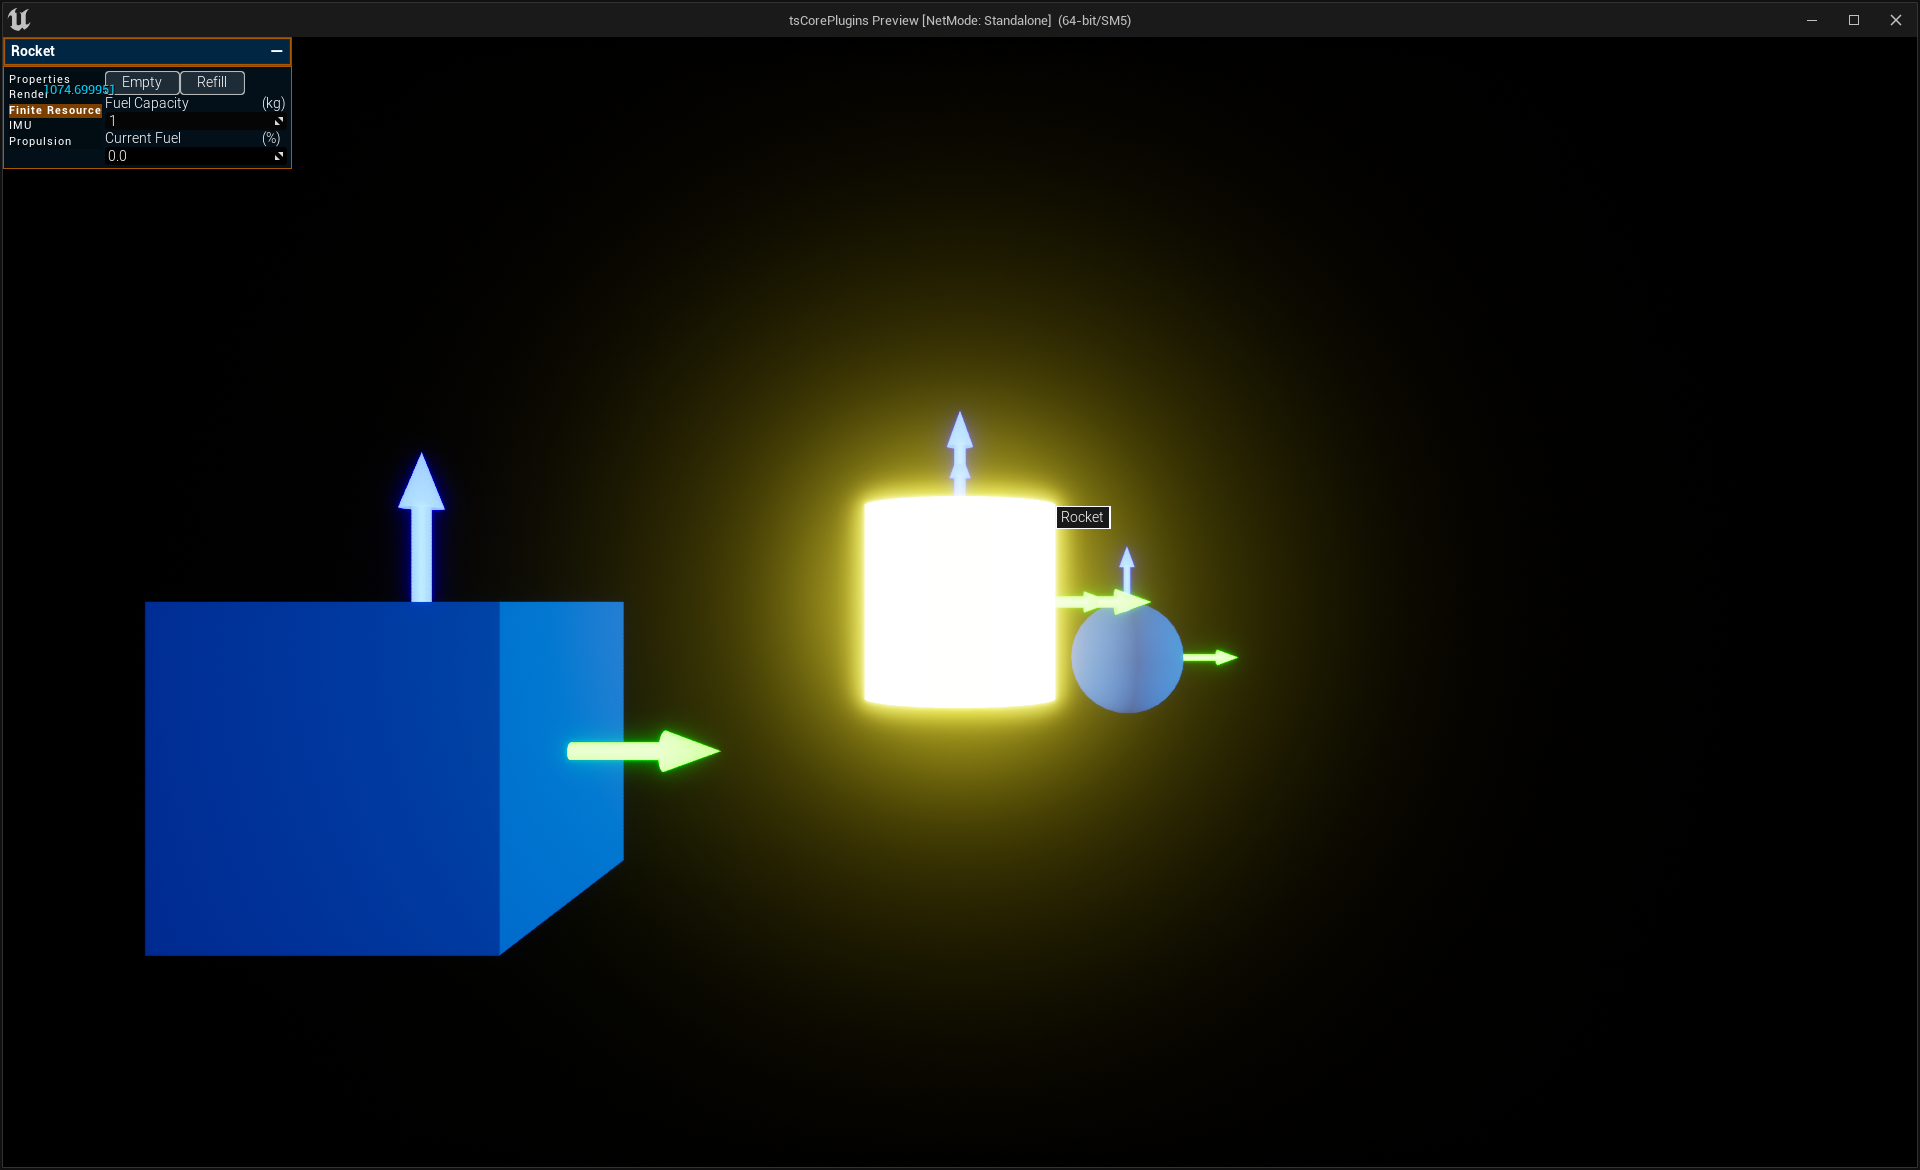 tsCorePlugins Preview [NetMode: Standalone] (64-bit/SM5)
Rocket
Properties
Empty Refill
Render
1074.69995]
Fuel Capacity (kg)
Finite Resource
1
IMU
Current Fuel (%)
Propulsion
0.0
Rocket